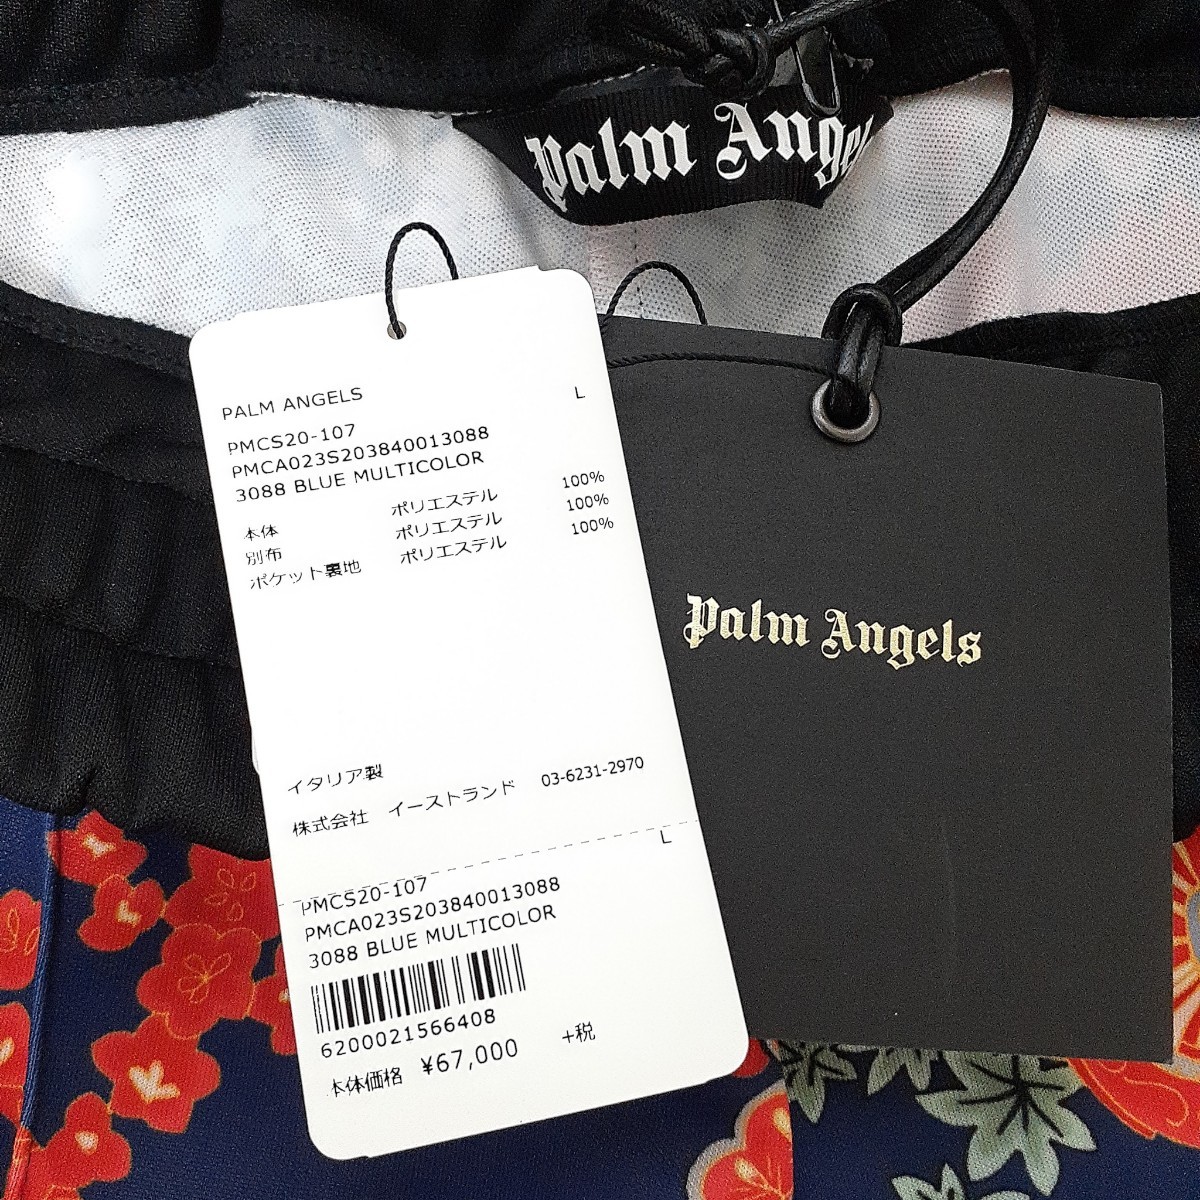 Palm Angels
PALM ANGELS L
PMCS20-107
PMCA023S203840013088
3088 BLUE MULTICOLOR
本体 ポリエステル 100%
別布 ポリエステル 100%
ポケット裏地 ポリエステル 100%
イタリア製
株式会社 イーストランド 03-6231-2970
L
PMCS20-107
PMCA023S203840013088
3088 BLUE MULTICOLOR
6200021566408
本体価格 ¥67,000 +税
Palm Angels